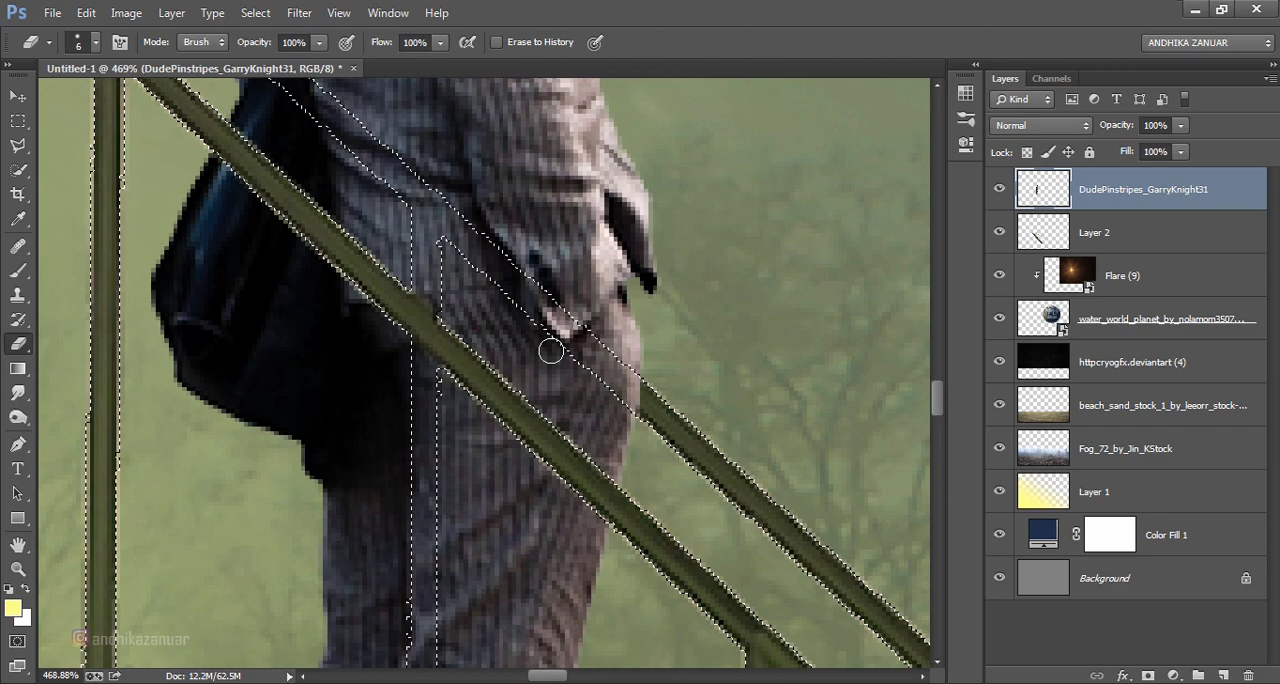 Ps File Edit Image Layer Type Select Filter View Window Help
6 Mode: Brush Opacity: 100% Flow: 100% Erase to History ANDHIKA ZANUAR
Untitled-1 @ 469% (DudePinstripes_GarryKnight31, RGB/8) * ×
Layers Channels
Kind
Normal Opacity: 100%
Lock: Fill: 100%
DudePinstripes_GarryKnight31
Layer 2
Flare (9)
water_world_planet_by_nolamom3507...
httpcryogfx.deviantart (4)
beach_sand_stock_1_by_leeorr_stock-...
Fog_72_by_Jin_KStock
Layer 1
Color Fill 1
Background
andhikazanuar
468.88% Doc: 12.2M/62.5M